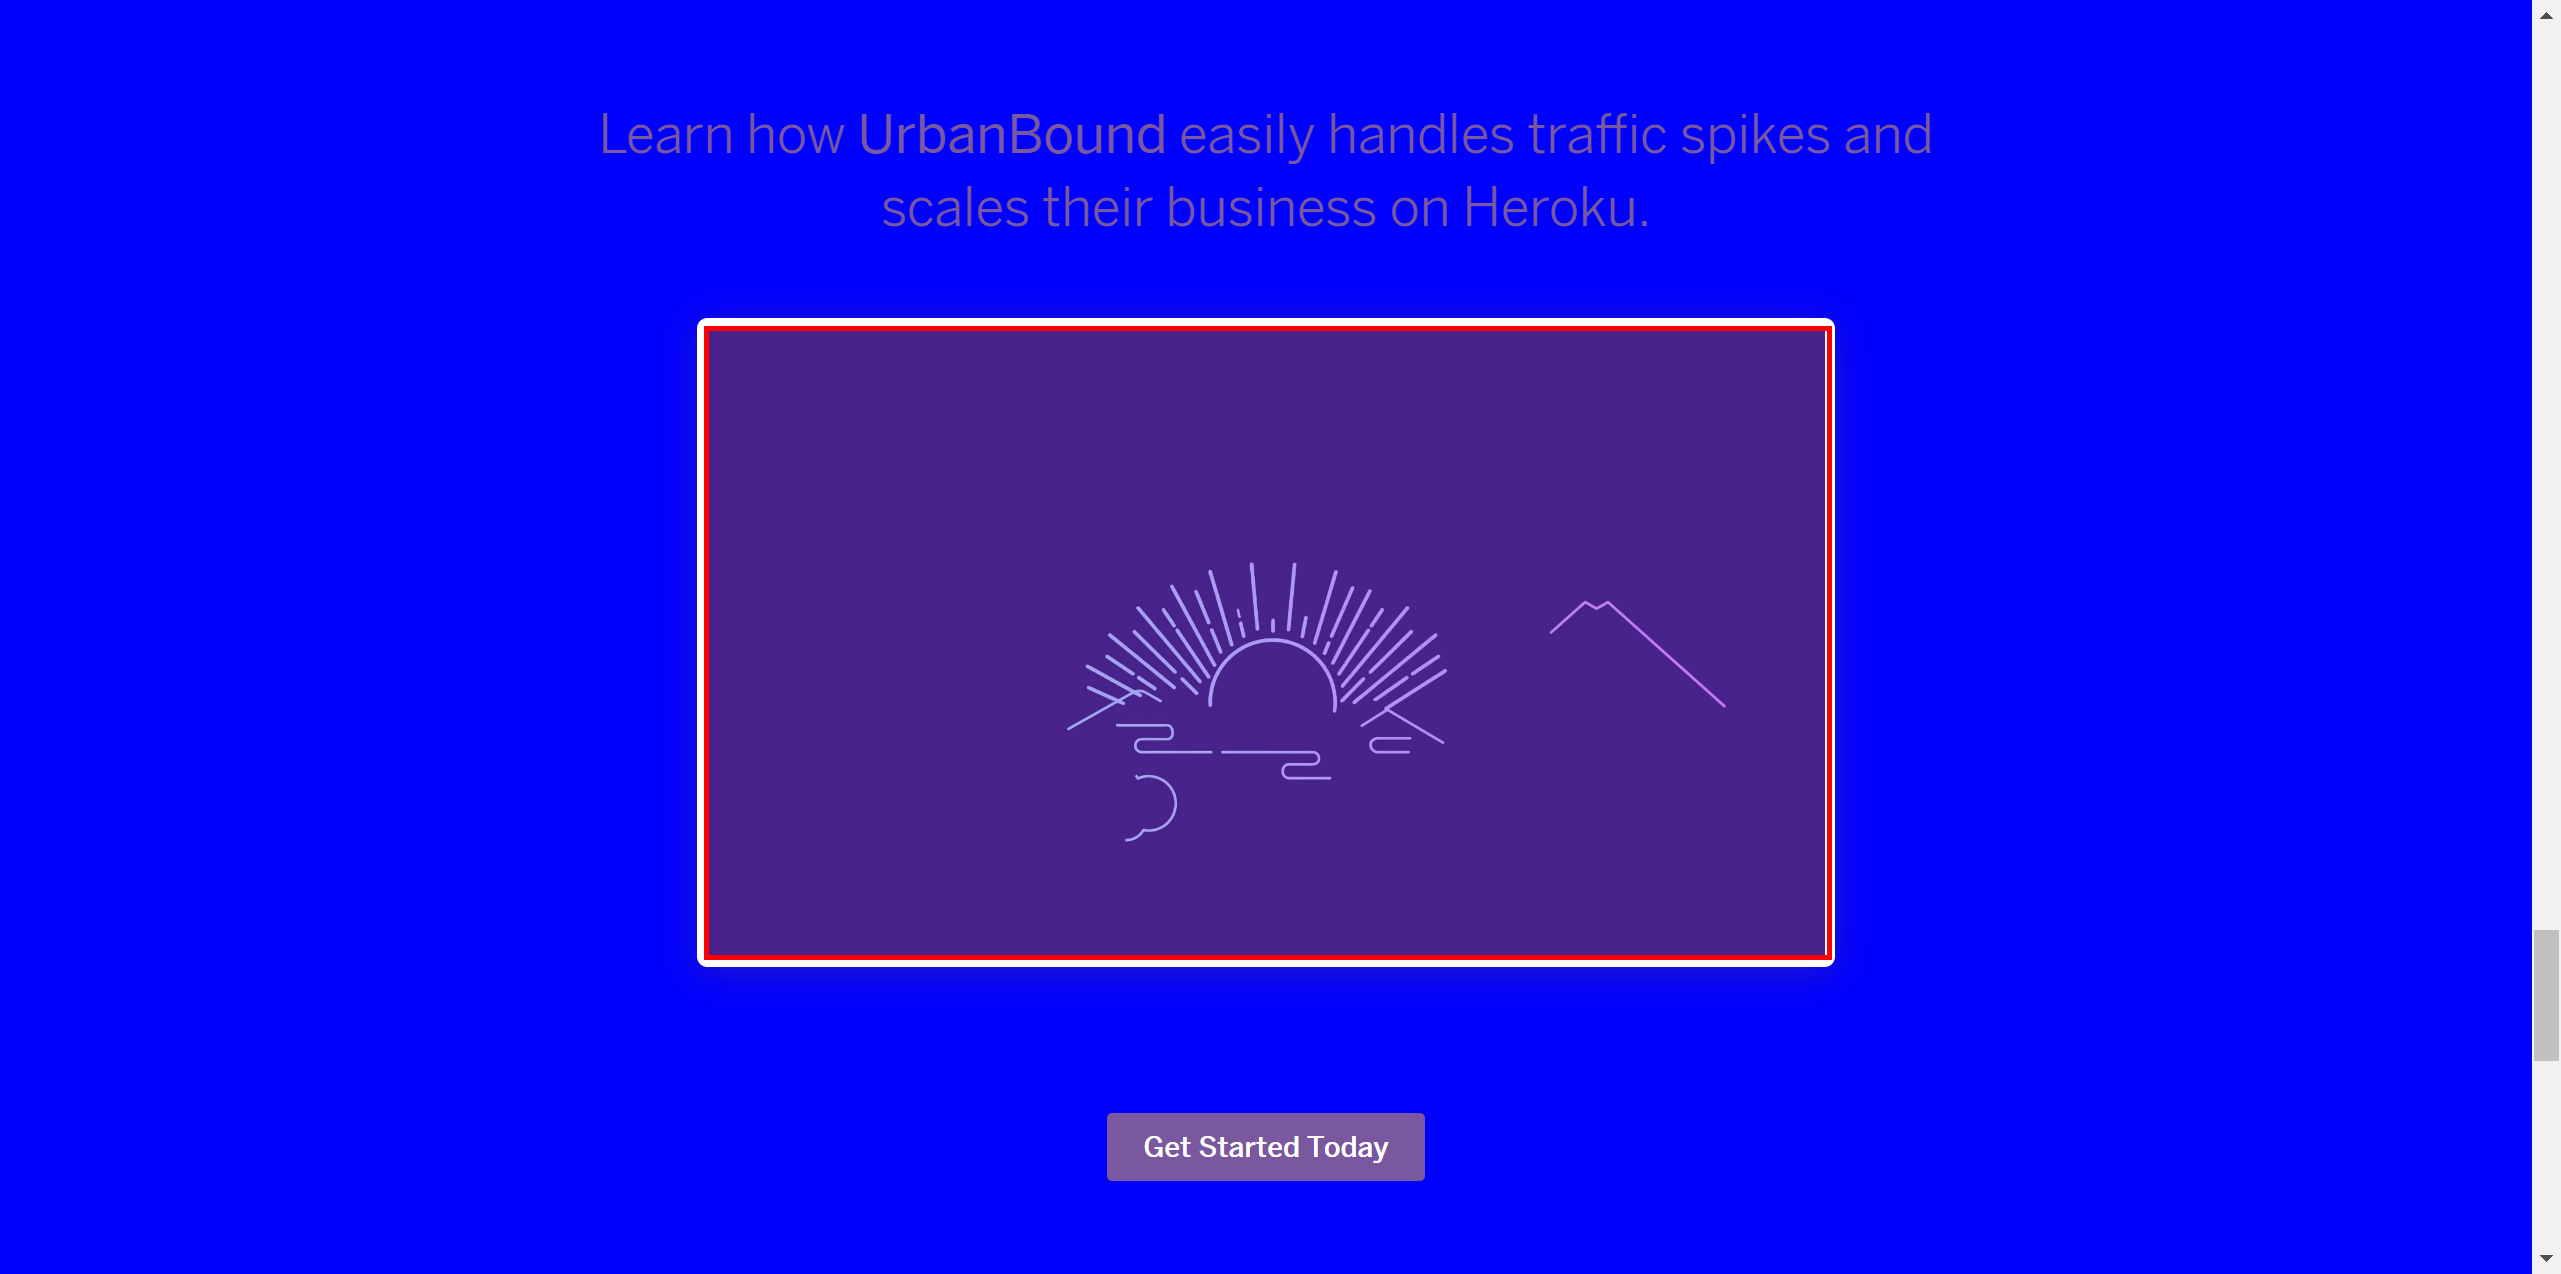 Learn how UrbanBound easily handles traffic spikes and
scales their business on Heroku.
Get Started Today